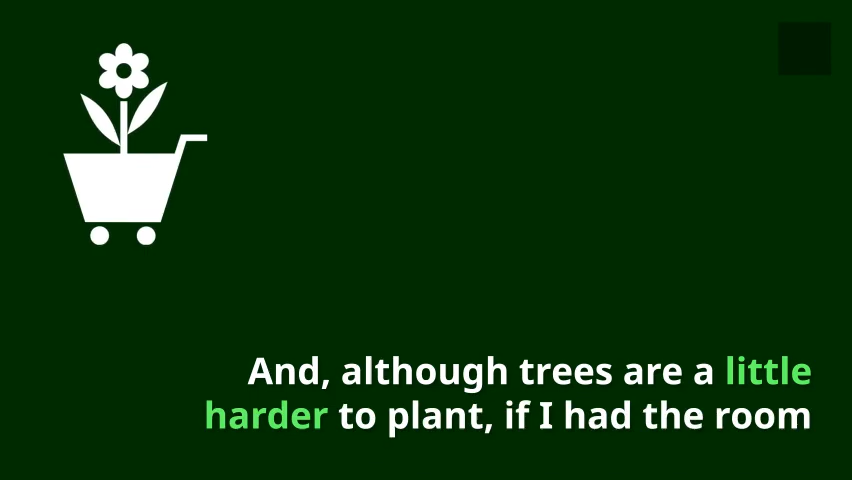 And, although trees are a little
harder to plant, if I had the room